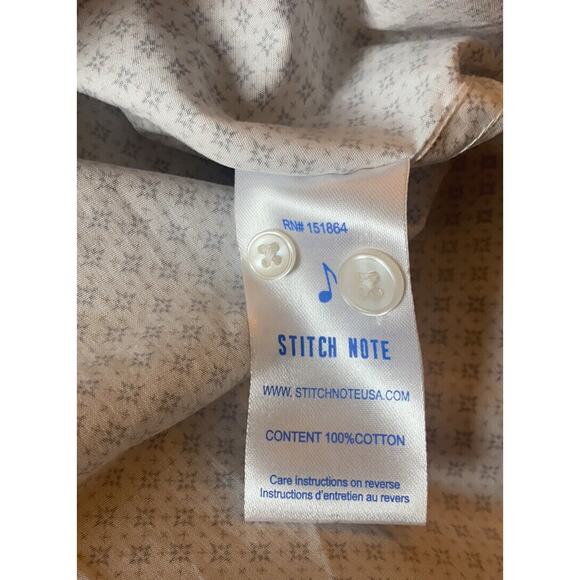 RN# 151864
STITCH NOTE
WWW. STITCHNOTEUSA.COM
CONTENT 100%COTTON
Care instructions on reverse
Instructions d'entretien au revers